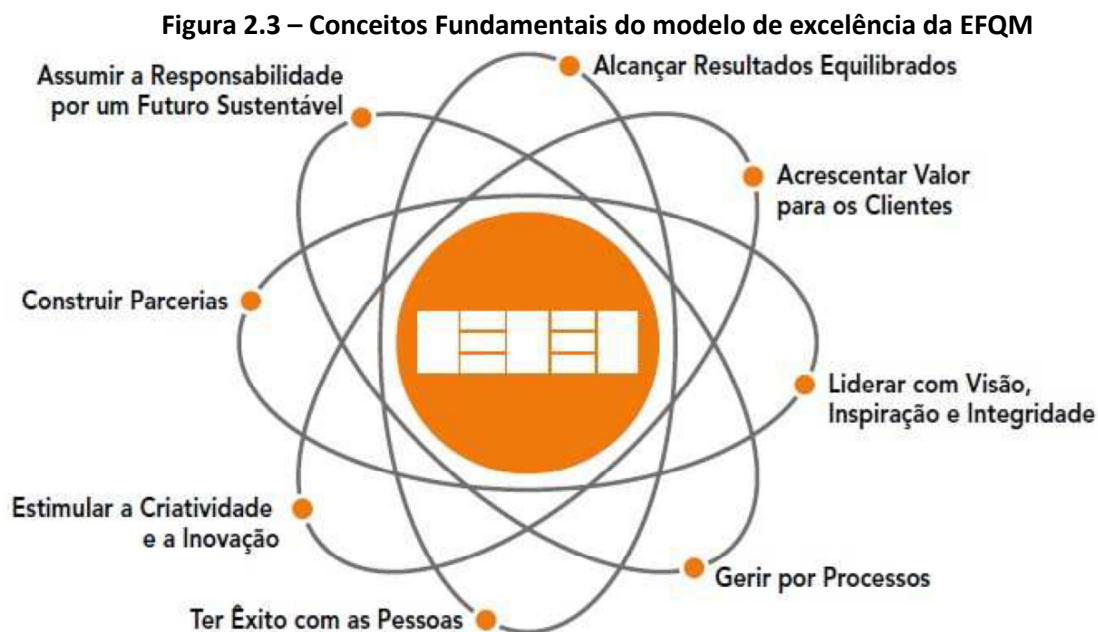 Figura 2.3 – Conceitos Fundamentais do modelo de excelência da EFQM
Alcançar Resultados Equilibrados
Acrescentar Valor
para os Clientes
Liderar com Visão,
Inspiração e Integridade
Gerir por Processos
Ter Êxito com as Pessoas
Estimular a Criatividade
e a Inovação
Construir Parcerias
Assumir a Responsabilidade
por um Futuro Sustentável